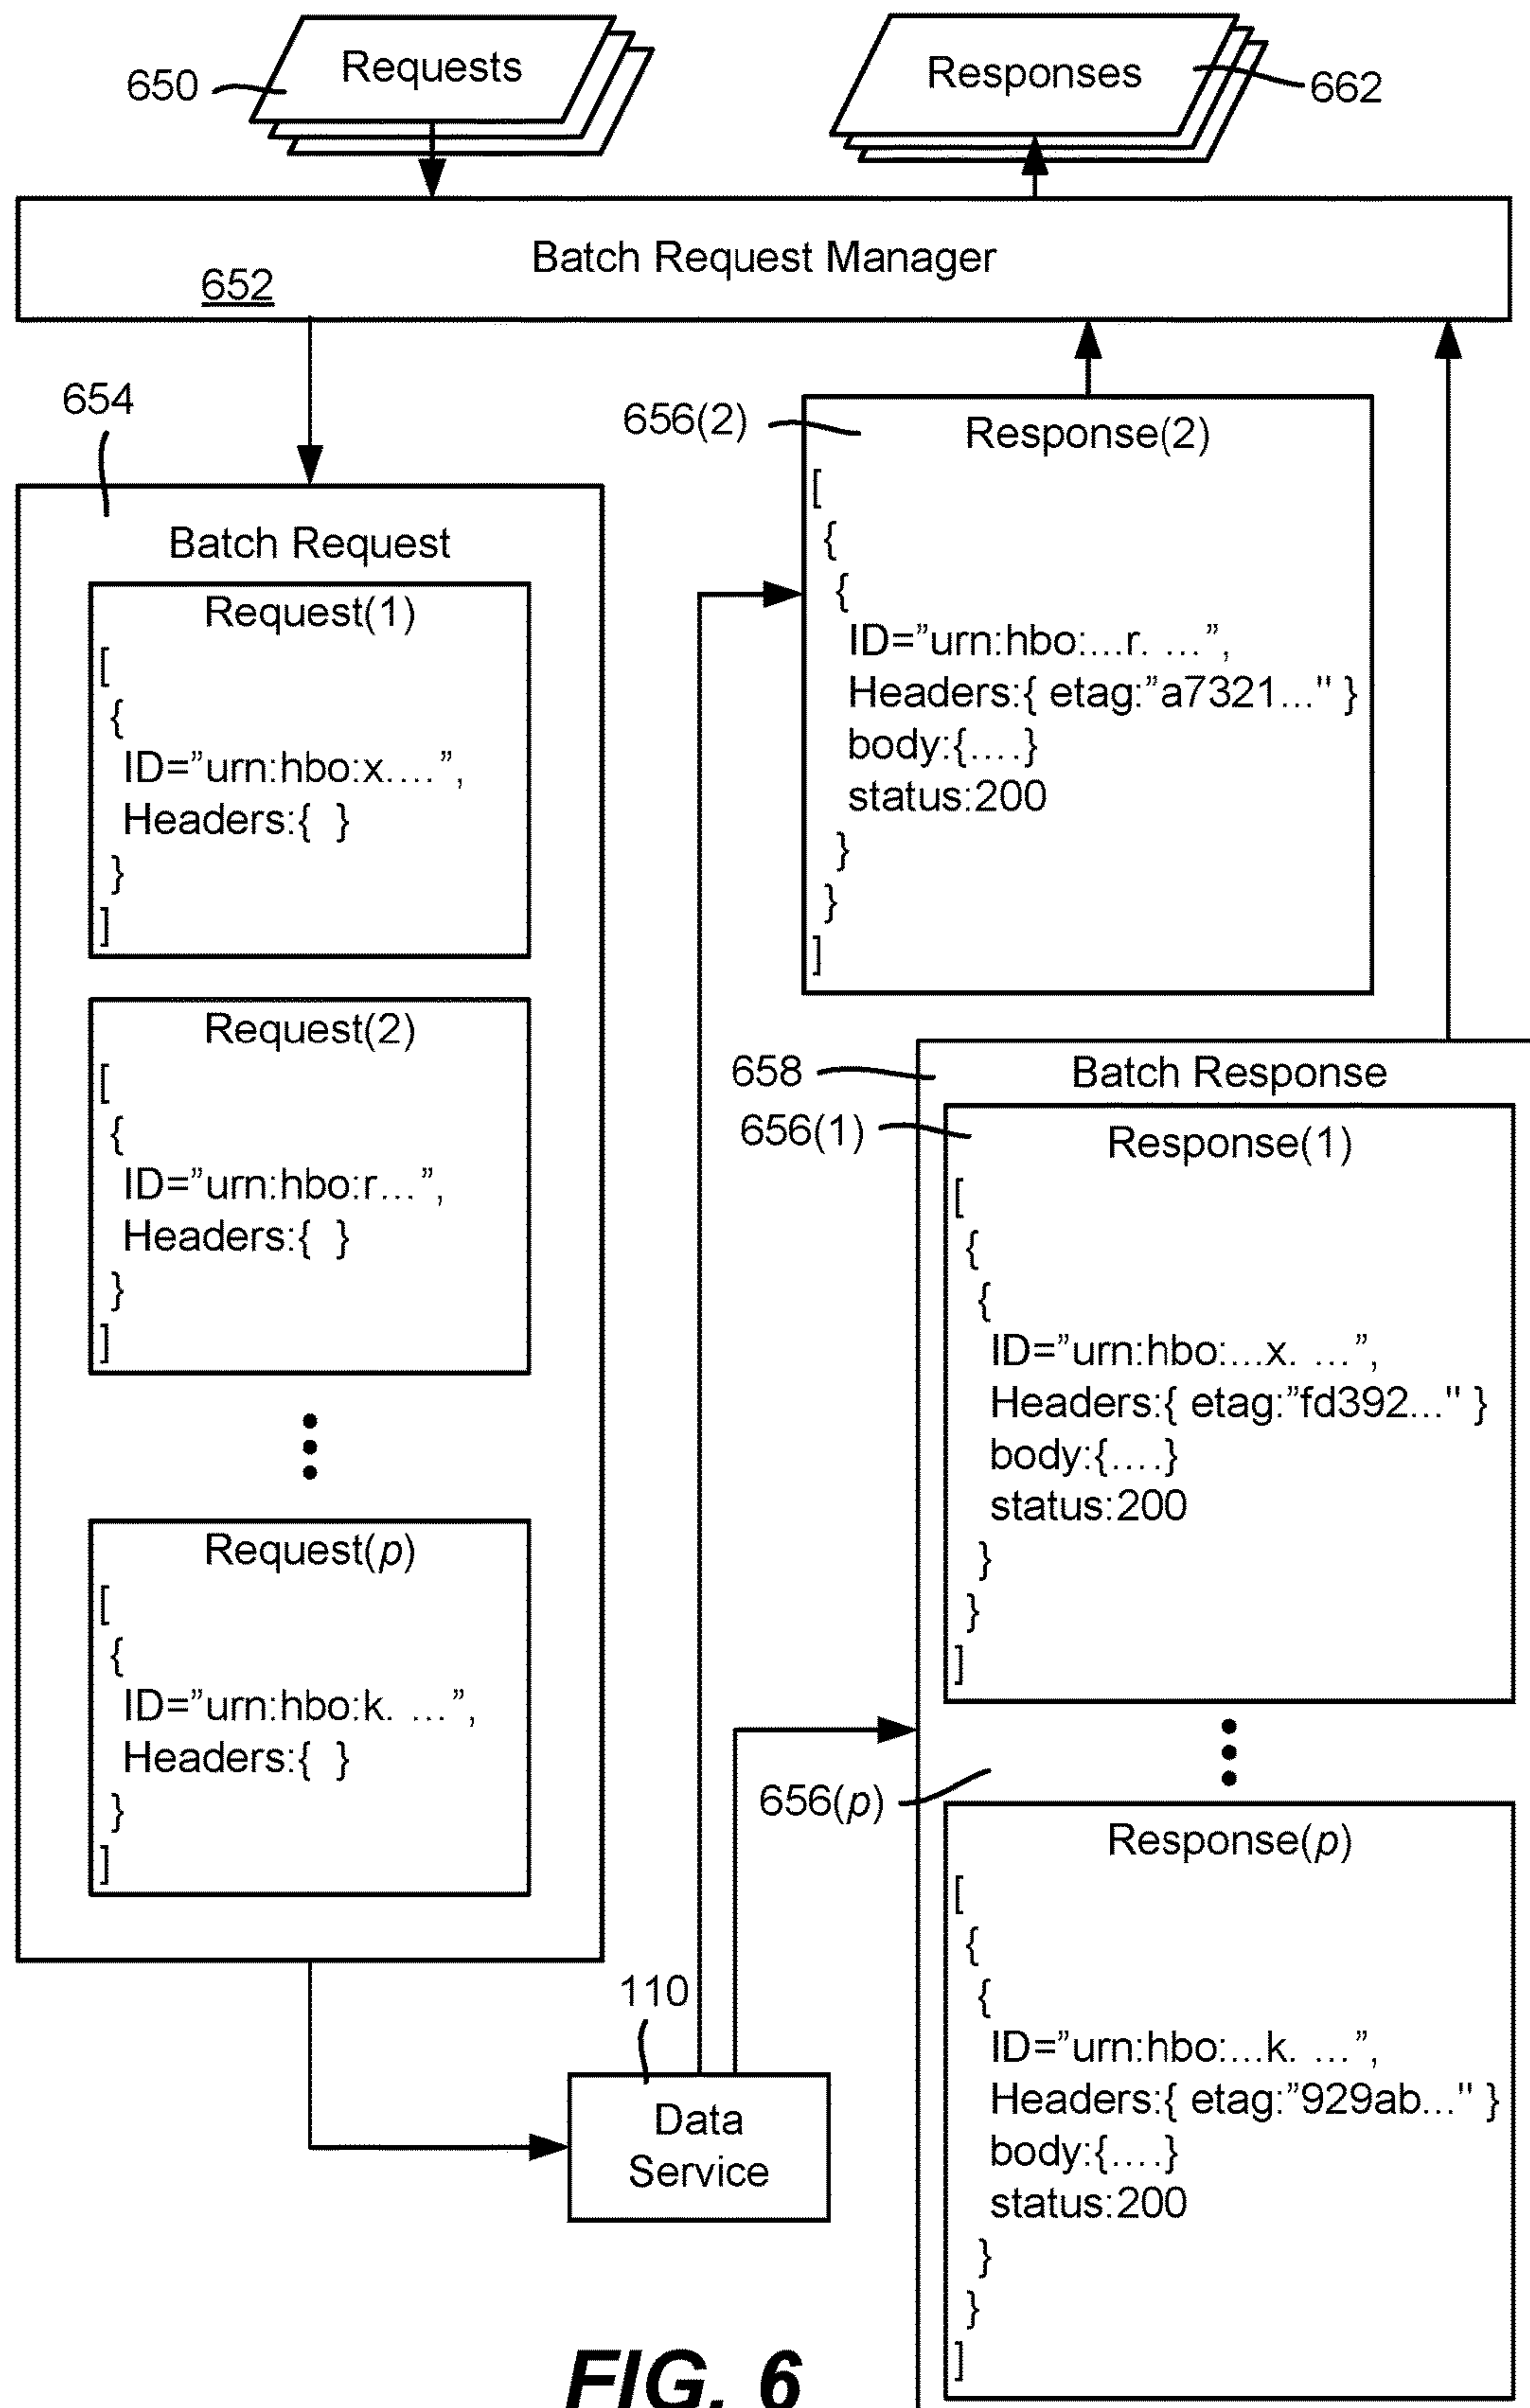 Requests
650
Responses
662
Batch Request Manager
652
654
Batch Request
Request(1)
[
{
ID=”urn:hbo:x....”,
Headers:{  }
}
]
Request(2)
[
{
ID=”urn:hbo:r...”,
Headers:{  }
}
]
Request(p)
[
{
ID=”urn:hbo:k. ...”,
Headers:{  }
}
]
110
Data
Service
656(2)
Response(2)
[
{
{
ID=”urn:hbo:...r. ...”,
Headers:{ etag:”a7321..." }
body:{....}
status:200
}
}
]
658
Batch Response
656(1)
Response(1)
[
{
{
ID=”urn:hbo:...x. ...”,
Headers:{ etag:”fd392..." }
body:{....}
status:200
}
}
]
656(p)
Response(p)
[
{
{
ID=”urn:hbo:...k. ...”,
Headers:{ etag:”929ab..." }
body:{....}
status:200
}
}
]
FIG. 6